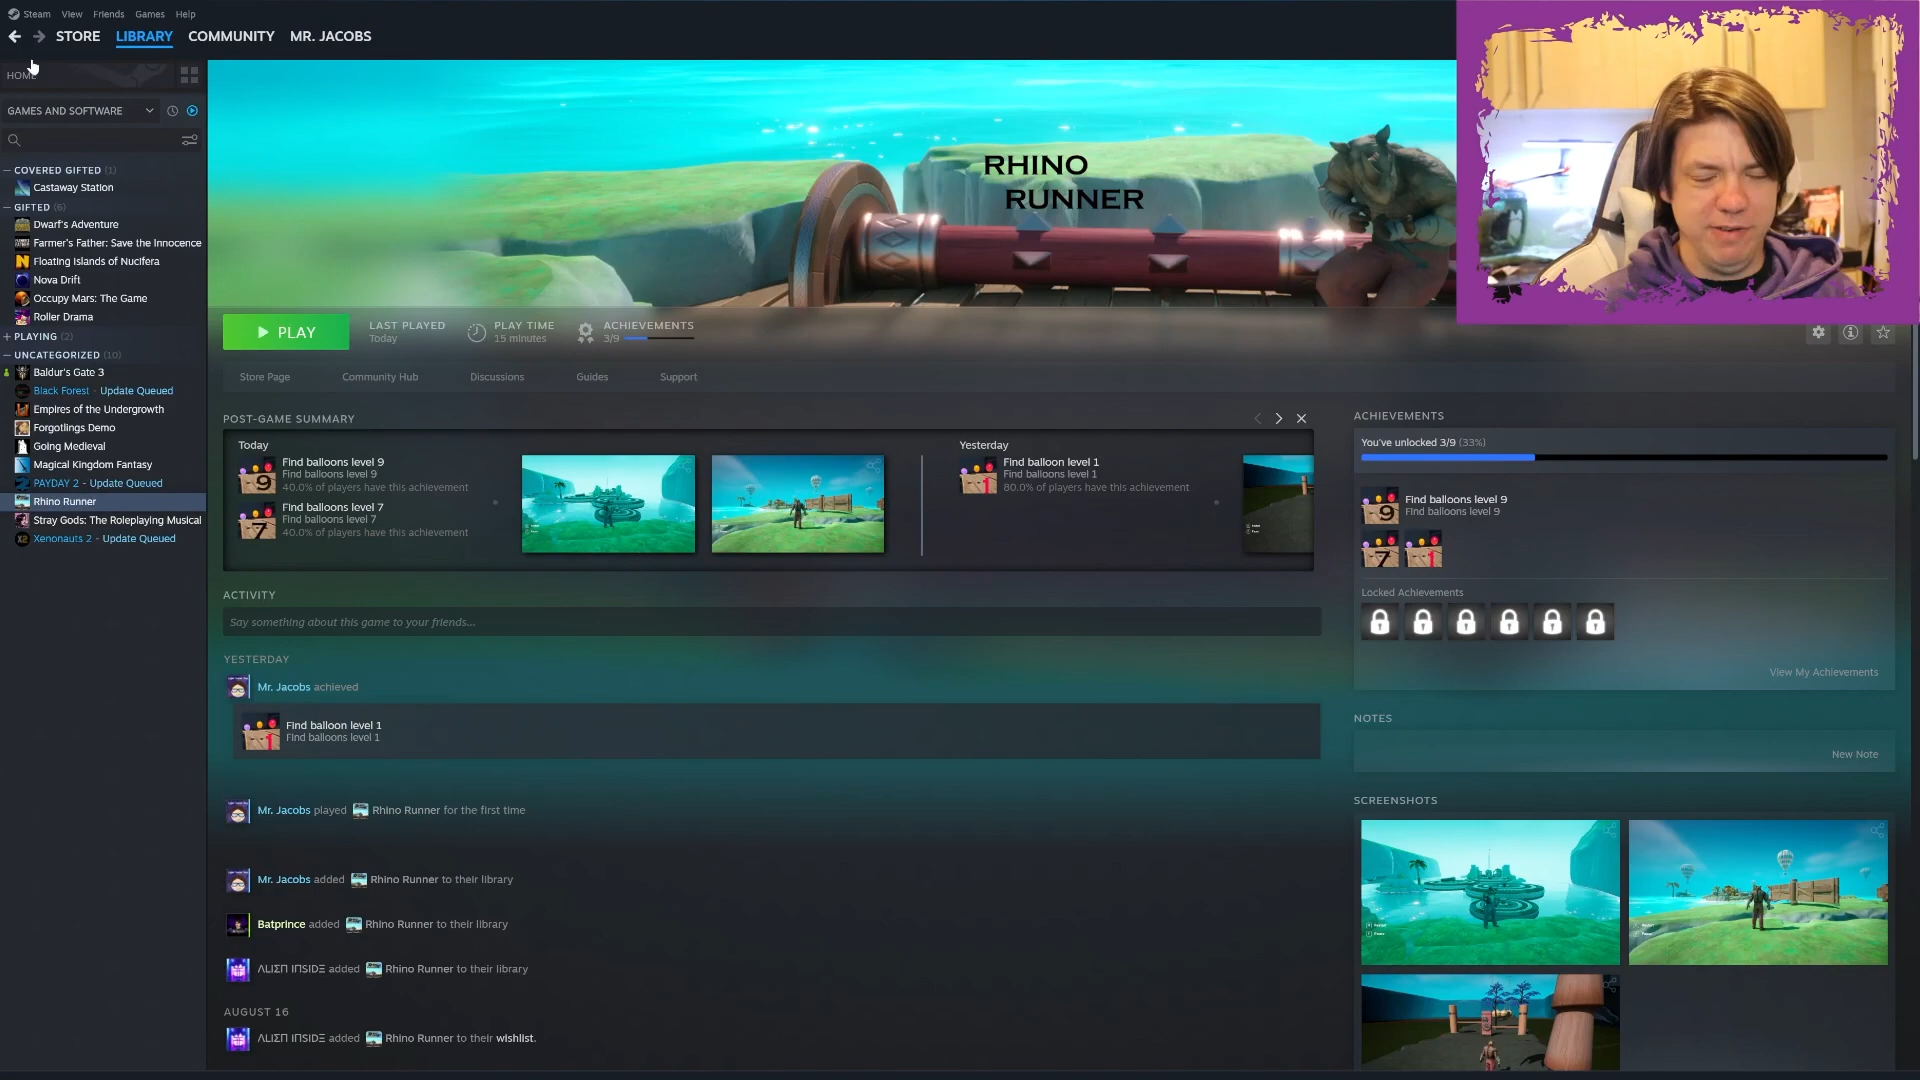 Steam View Friends Games Help
STORE LIBRARY COMMUNITY MR. JACOBS
HOME
GAMES AND SOFTWARE
COVERED GIFTED (1)
Castaway Station
GIFTED (6)
Dwarf's Adventure
Farmer's Father: Save the Innocence
Floating Islands of Nucifera
Nova Drift
Occupy Mars: The Game
Roller Drama
PLAYING (2)
UNCATEGORIZED (10)
Baldur's Gate 3
Black Forest - Update Queued
Empires of the Undergrowth
Forgotlings Demo
Going Medieval
Magical Kingdom Fantasy
PAYDAY 2 - Update Queued
Rhino Runner
Stray Gods: The Roleplaying Musical
Xenonauts 2 - Update Queued
RHINO
RUNNER
PLAY
LAST PLAYED
Today
PLAY TIME
15 minutes
ACHIEVEMENTS
3/9
Store Page Community Hub Discussions Guides Support
POST-GAME SUMMARY
Today
9
Find balloons level 9
Find balloons level 9
40.0% of players have this achievement
7
Find balloons level 7
Find balloons level 7
40.0% of players have this achievement
Yesterday
1
Find balloon level 1
Find balloons level 1
80.0% of players have this achievement
ACTIVITY
Say something about this game to your friends...
YESTERDAY
Mr. Jacobs achieved
1
Find balloon level 1
Find balloons level 1
Mr. Jacobs played Rhino Runner for the first time
Mr. Jacobs added Rhino Runner to their library
Batprince added Rhino Runner to their library
ΛLIΣΠ IΠSIDΞ added Rhino Runner to their library
AUGUST 16
ΛLIΣΠ IΠSIDΞ added Rhino Runner to their wishlist.
ACHIEVEMENTS
You've unlocked 3/9 (33%)
9
Find balloons level 9
Find balloons level 9
7 1
Locked Achievements
View My Achievements
NOTES
New Note
SCREENSHOTS